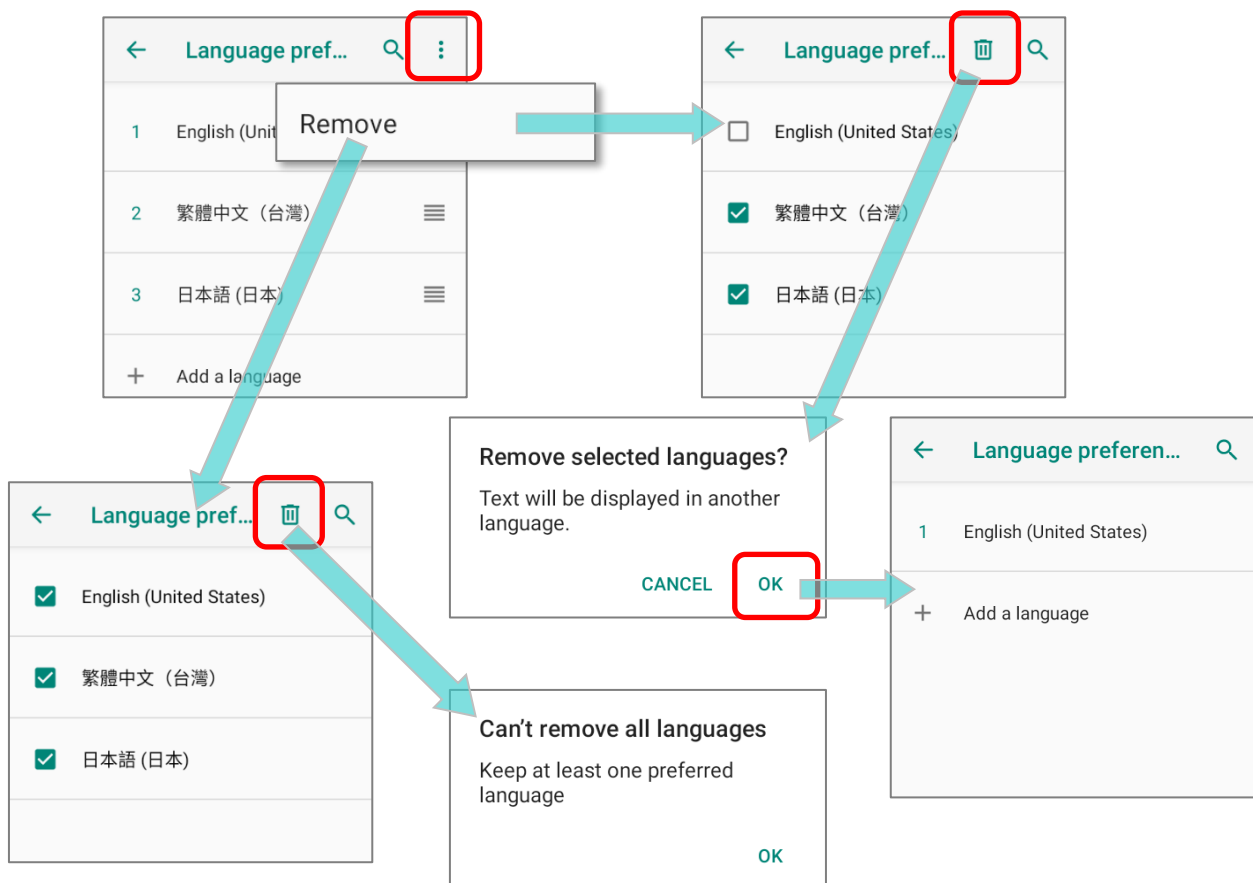 Language pref...
1 English (Unit
Remove
2 繁體中文（台灣）
3 日本語 (日本)
Add a language
Language pref...
English (United States)
繁體中文（台灣）
日本語 (日本)
Language pref...
English (United States)
繁體中文（台灣）
日本語 (日本)
Remove selected languages?
Text will be displayed in another
language.
CANCEL OK
Language preferen...
1 English (United States)
Add a language
Can't remove all languages
Keep at least one preferred
language
OK